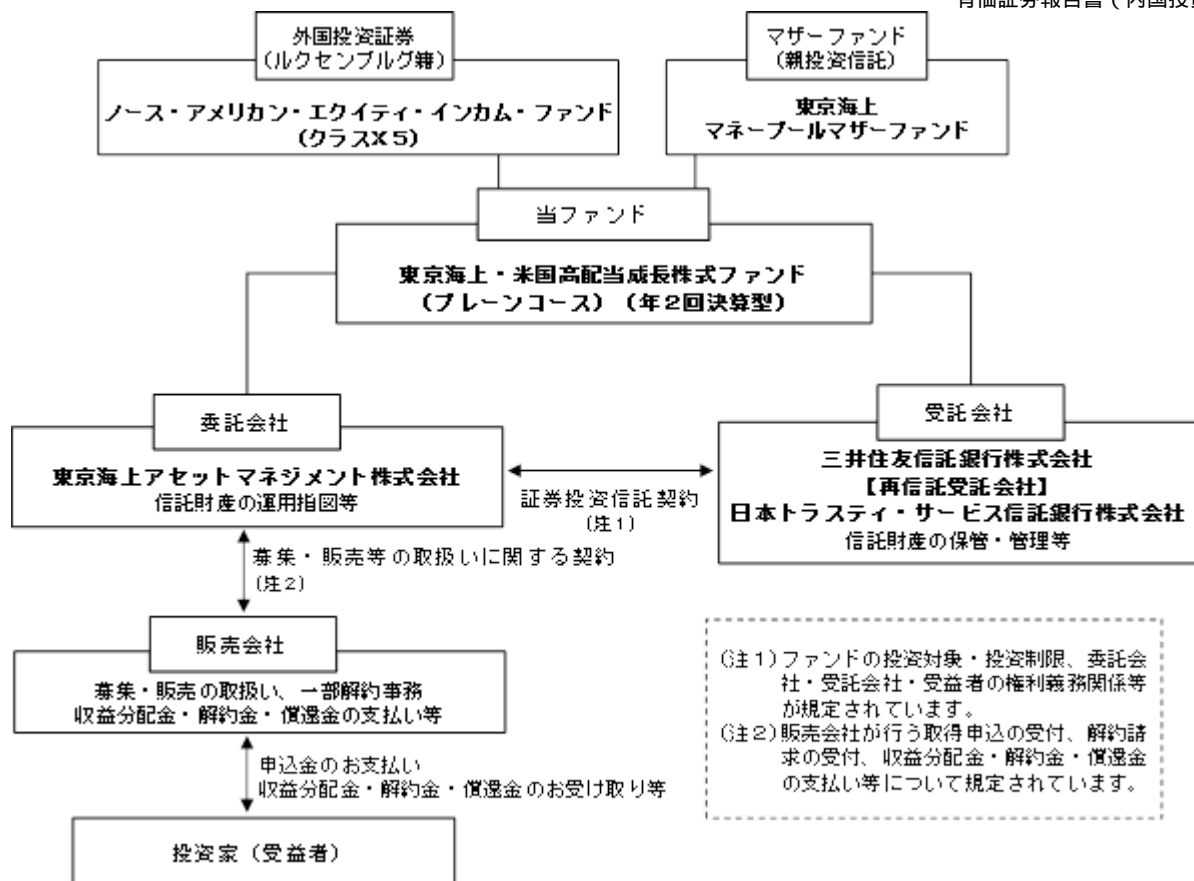 外国投資証券
(ルクセンブルグ籍)
ノース・アメリカン・エクイティ・インカム・ファンド
(クラスX5)
マザーファンド
(親投資信託)
東京海上
マネープールマザーファンド
当ファンド
東京海上・米国高配当成長株式ファンド
(プレーンコース)(年2回決算型)
委託会社
東京海上アセットマネジメント株式会社
信託財産の運用指図等
証券投資信託契約
(注1)
受託会社
三井住友信託銀行株式会社
【再信託受託会社】
日本トラスティ・サービス信託銀行株式会社
信託財産の保管・管理等
募集・販売等の取扱いに関する契約
(注2)
販売会社
募集・販売の取扱い、一部解約事務
収益分配金・解約金・償還金の支払い等
申込金のお支払い
収益分配金・解約金・償還金のお受け取り等
投資家(受益者)
(注1)ファンドの投資対象・投資制限、委託会
社・受託会社・受益者の権利義務関係等
が規定されています。
(注2)販売会社が行う取得申込の受付、解約請
求の受付、収益分配金・解約金・償還金
の支払い等について規定されています。